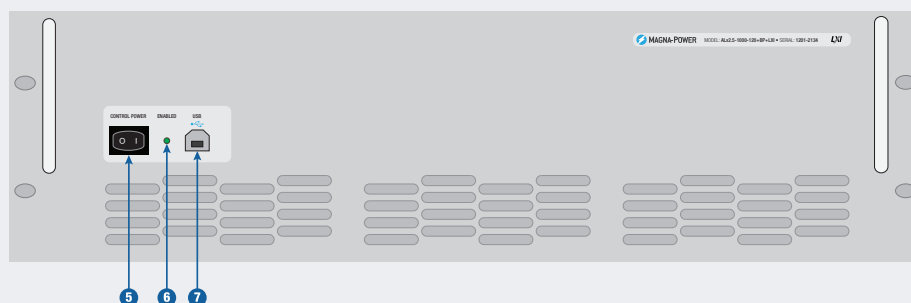 MAGNA-POWER MODEL: ALx2.5-1000-120+BP+LXI • SERIAL: 1201-2134 LXI
CONTROL POWER ENABLED USB
O I
5 6 7